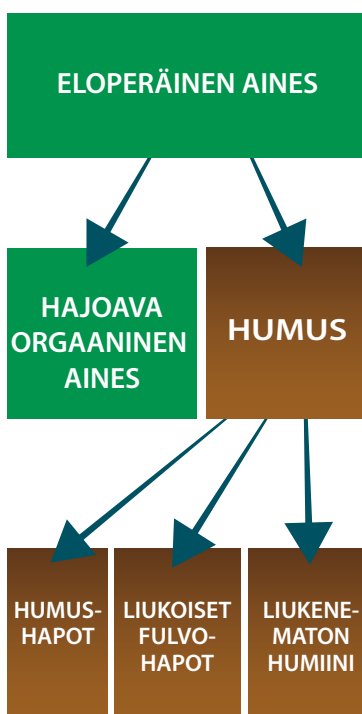 ELOPERÄINEN AINES
HAJOAVA
ORGAANINEN
AINES
HUMUS
HUMUS-
HAPOT
LIUKOISET
FULVO-
HAPOT
LIUKENE-
MATON
HUMIINI